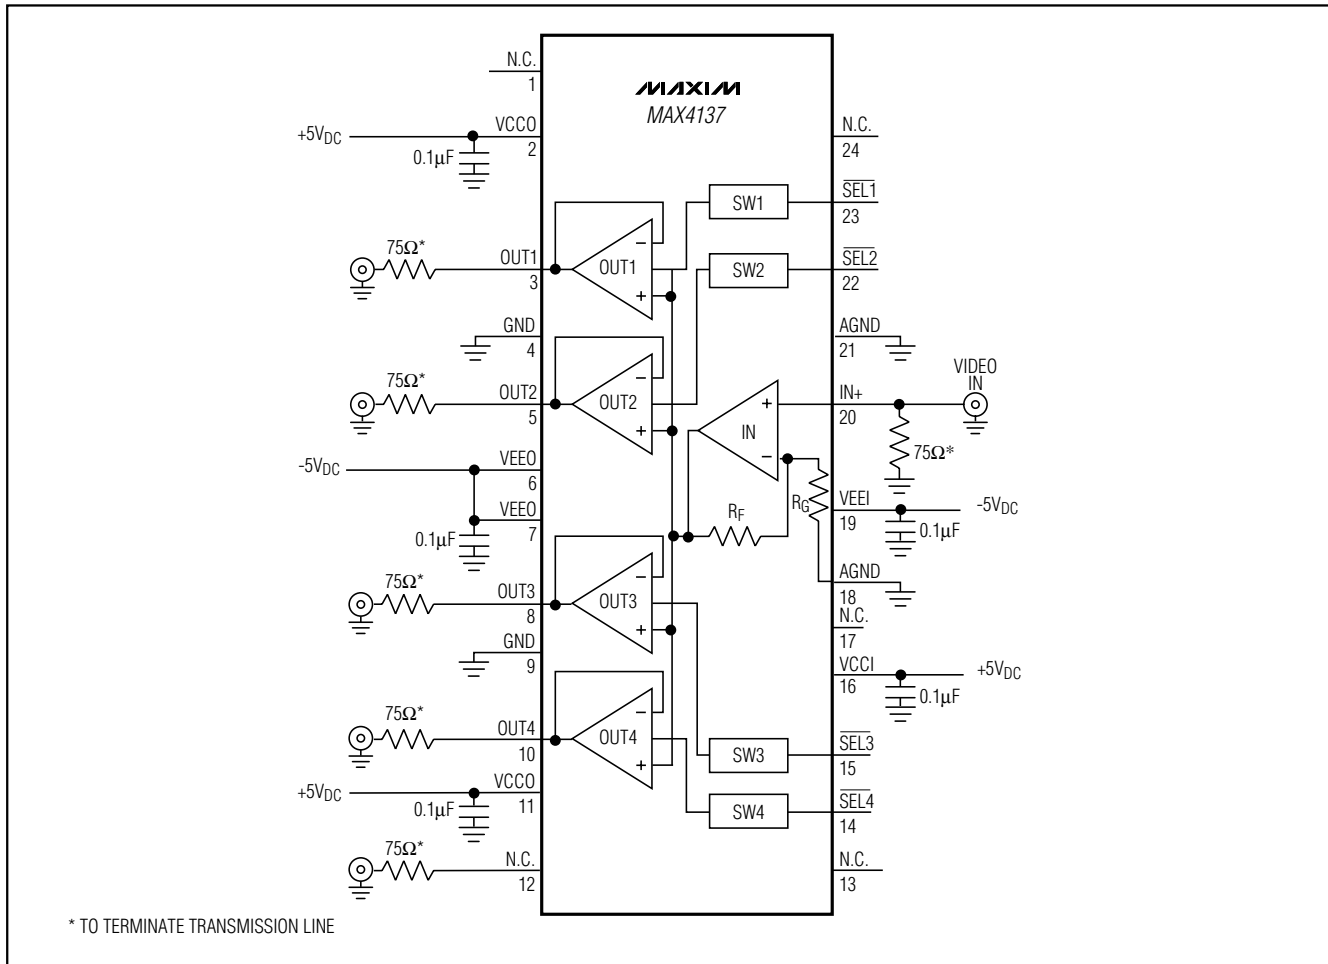 MAXIM
MAX4137
N.C.
1
+5VDC
VCCO
2
0.1µF
75Ω*
OUT1
3
GND
4
75Ω*
OUT2
5
-5VDC
VEEO
6
VEEO
7
0.1µF
75Ω*
OUT3
8
GND
9
75Ω*
OUT4
10
+5VDC
VCCO
11
0.1µF
75Ω*
N.C.
12
OUT1
-
+
OUT2
-
+
OUT3
-
+
OUT4
-
+
SW1
SW2
IN
+
-
RF
RG
SW3
SW4
N.C.
24
SEL1
23
SEL2
22
AGND
21
VIDEO
IN
IN+
20
75Ω*
VEEI
19
-5VDC
0.1µF
AGND
18
N.C.
17
VCCI
16
+5VDC
0.1µF
SEL3
15
SEL4
14
N.C.
13
* TO TERMINATE TRANSMISSION LINE